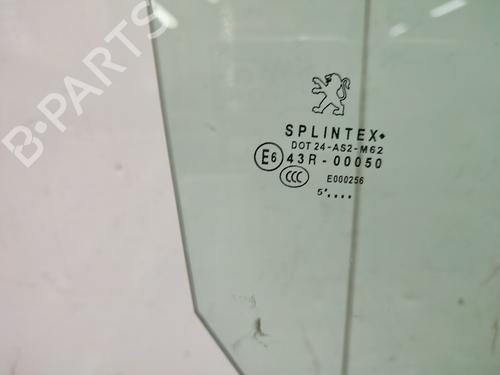 B-PARTS
SPLINTEX
DOT 24-AS2-M62
E6 43R-00050
CCC E000256
5'....